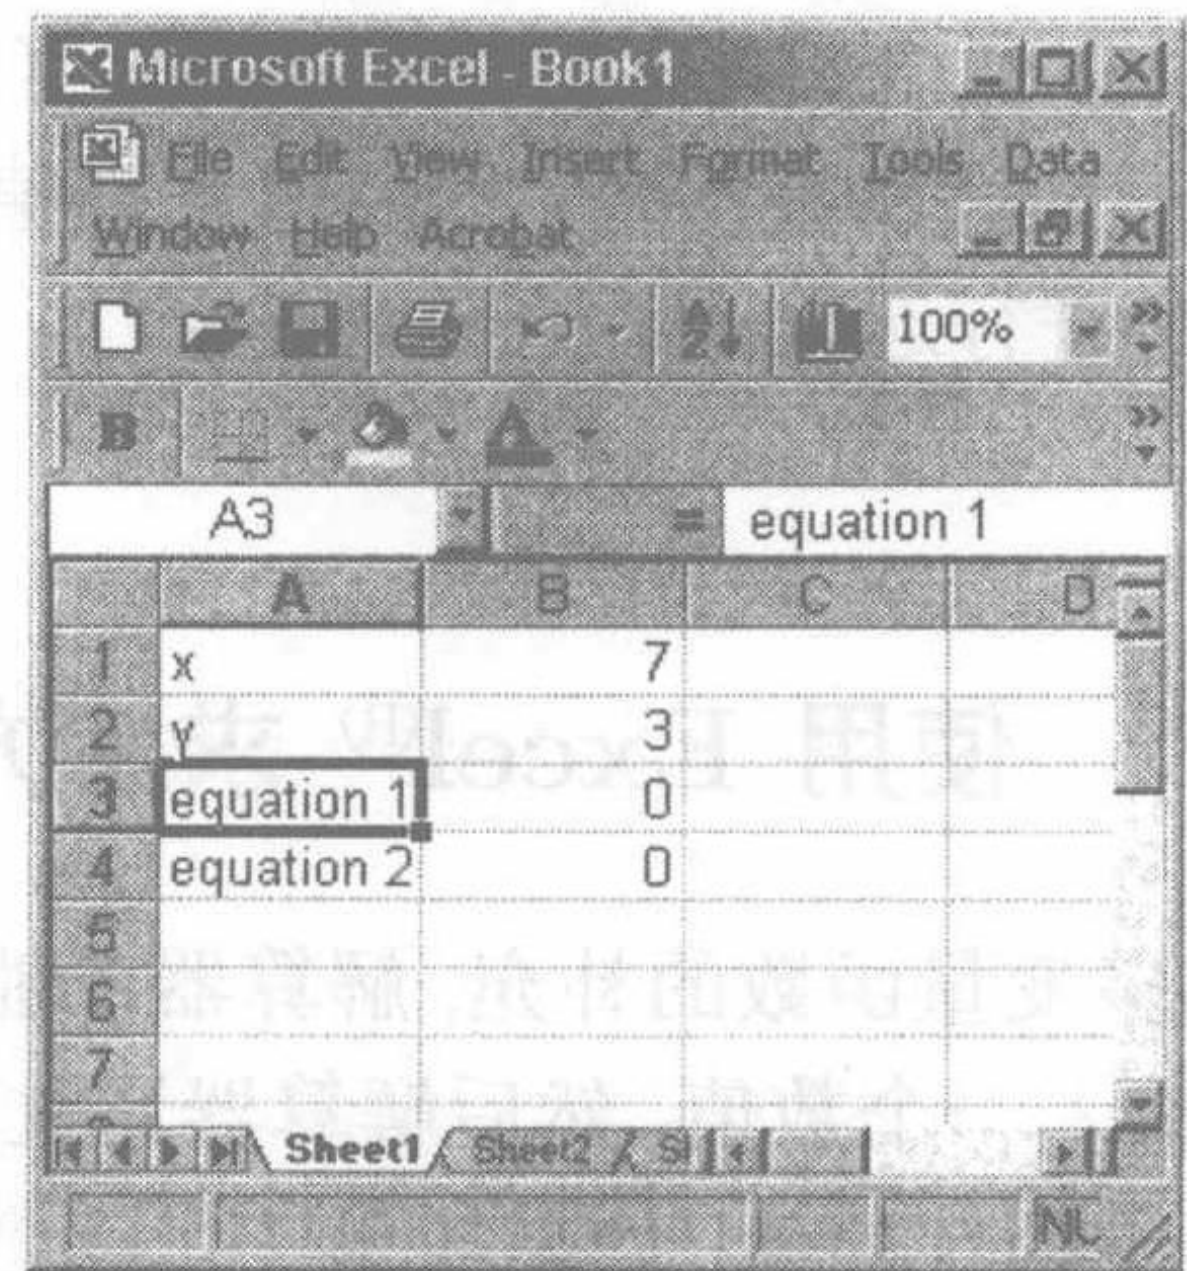 Microsoft Excel - Book1
File Edit View Insert Format Tools Data
Window Help Acrobat
100%
B A
A3 = equation 1
A B C D
1 x 7
2 y 3
3 equation 1 0
4 equation 2 0
5
6
7
Sheet1 Sheet2